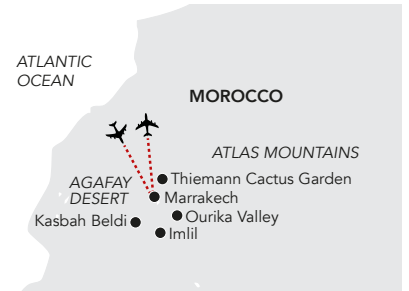 ATLANTIC
OCEAN
MOROCCO
ATLAS MOUNTAINS
Thiemann Cactus Garden
AGAFAY
DESERT
Marrakech
Ourika Valley
Kasbah Beldi
Imlil